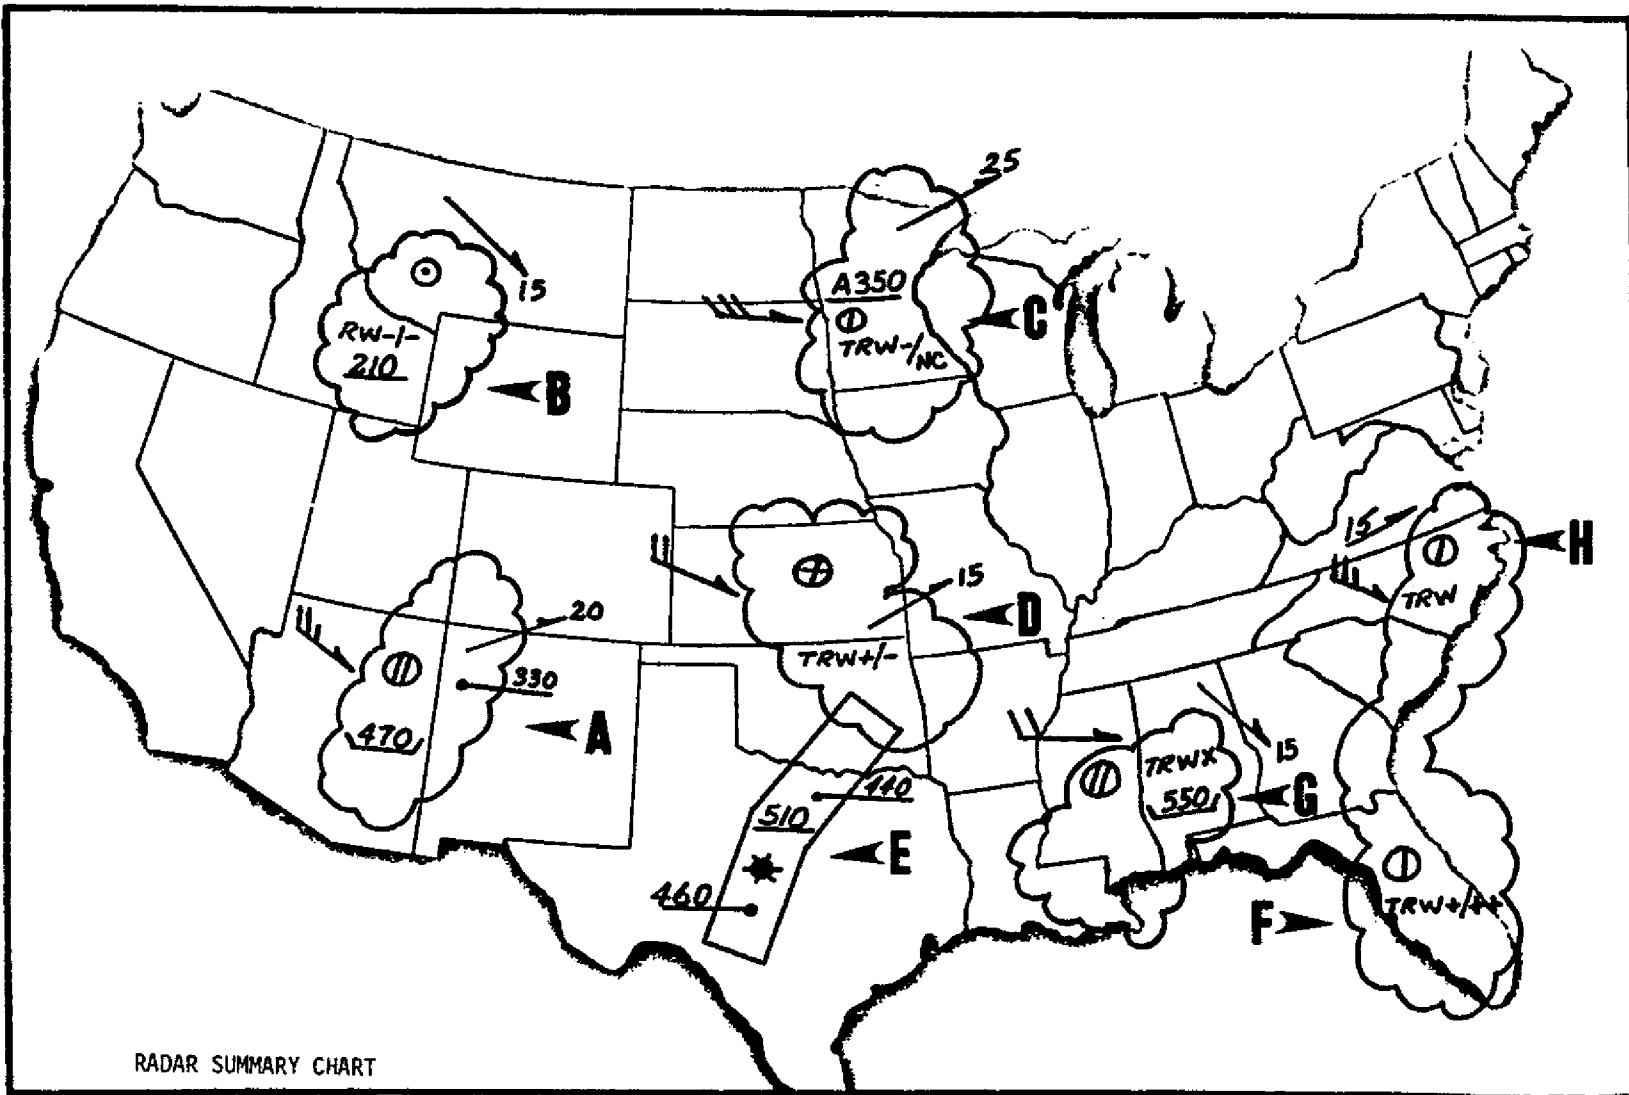 25
15
A350
C
TRW-/NC
RW-/-
210
B
15
H
TRW
15
D
TRW+/-
20
330
A
470
440
510
E
460
15
TRWX
550
G
F
TRW+/++
RADAR SUMMARY CHART